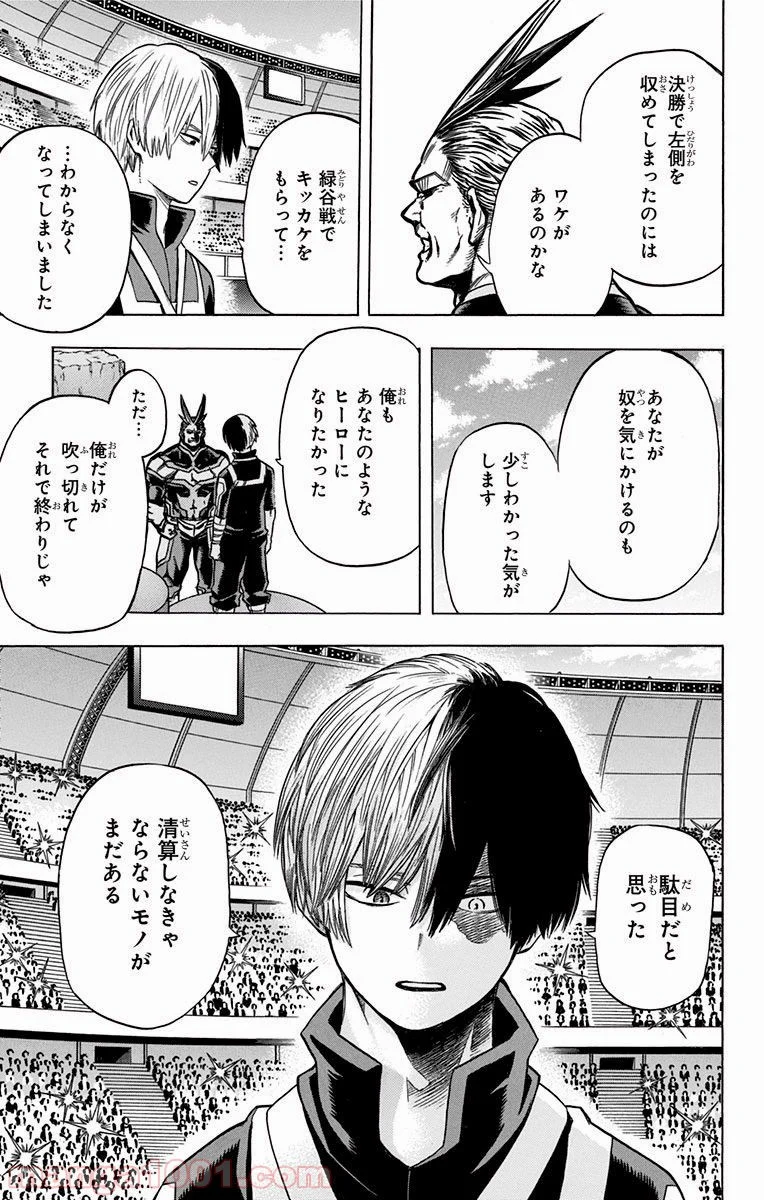 決勝で左側を
収めてしまったのには
ワケが
あるのかな
緑谷戦で
キッカケを
もらって…
…わからなく
なってしまいました
あなたが
奴を気にかけるのも
少しわかった気が
します
俺も
あなたのような
ヒーローに
なりたかった
ただ…
俺だけが
吹っ切れて
それで終わりじゃ
駄目だと
思った
清算しなきゃ
ならないモノが
まだある